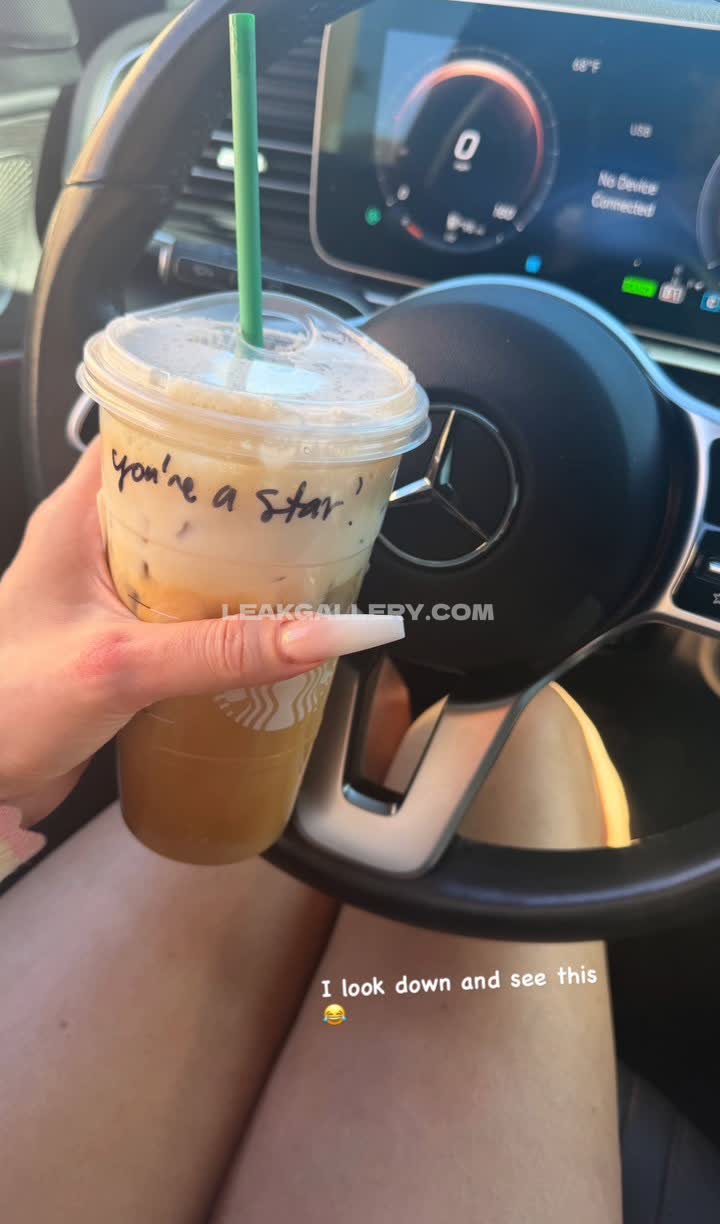 68°F
USB
0
No Device
Connected
you're a star!
LEAKGALLERY.COM
I look down and see this
😂